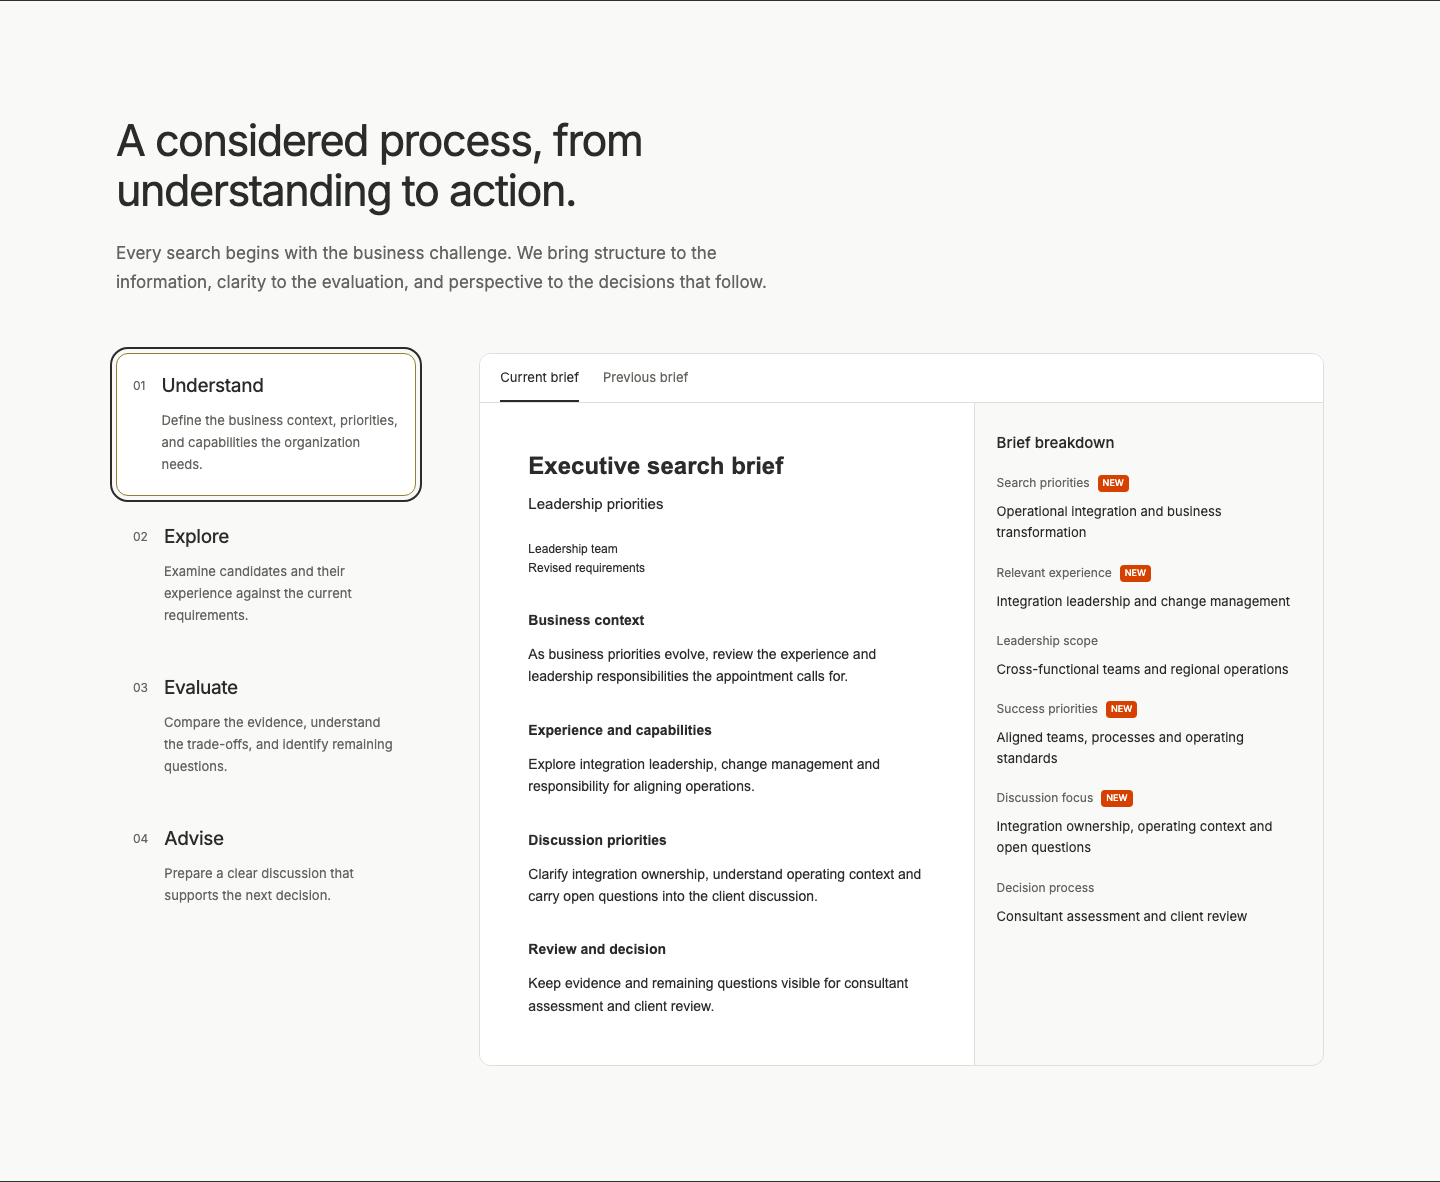 A considered process, from
understanding to action.
Every search begins with the business challenge. We bring structure to the
information, clarity to the evaluation, and perspective to the decisions that follow.
01 Understand
Define the business context, priorities,
and capabilities the organization
needs.
02 Explore
Examine candidates and their
experience against the current
requirements.
03 Evaluate
Compare the evidence, understand
the trade-offs, and identify remaining
questions.
04 Advise
Prepare a clear discussion that
supports the next decision.
Current brief Previous brief
Executive search brief
Leadership priorities
Leadership team
Revised requirements
Business context
As business priorities evolve, review the experience and
leadership responsibilities the appointment calls for.
Experience and capabilities
Explore integration leadership, change management and
responsibility for aligning operations.
Discussion priorities
Clarify integration ownership, understand operating context and
carry open questions into the client discussion.
Review and decision
Keep evidence and remaining questions visible for consultant
assessment and client review.
Brief breakdown
Search priorities NEW
Operational integration and business
transformation
Relevant experience NEW
Integration leadership and change management
Leadership scope
Cross-functional teams and regional operations
Success priorities NEW
Aligned teams, processes and operating
standards
Discussion focus NEW
Integration ownership, operating context and
open questions
Decision process
Consultant assessment and client review